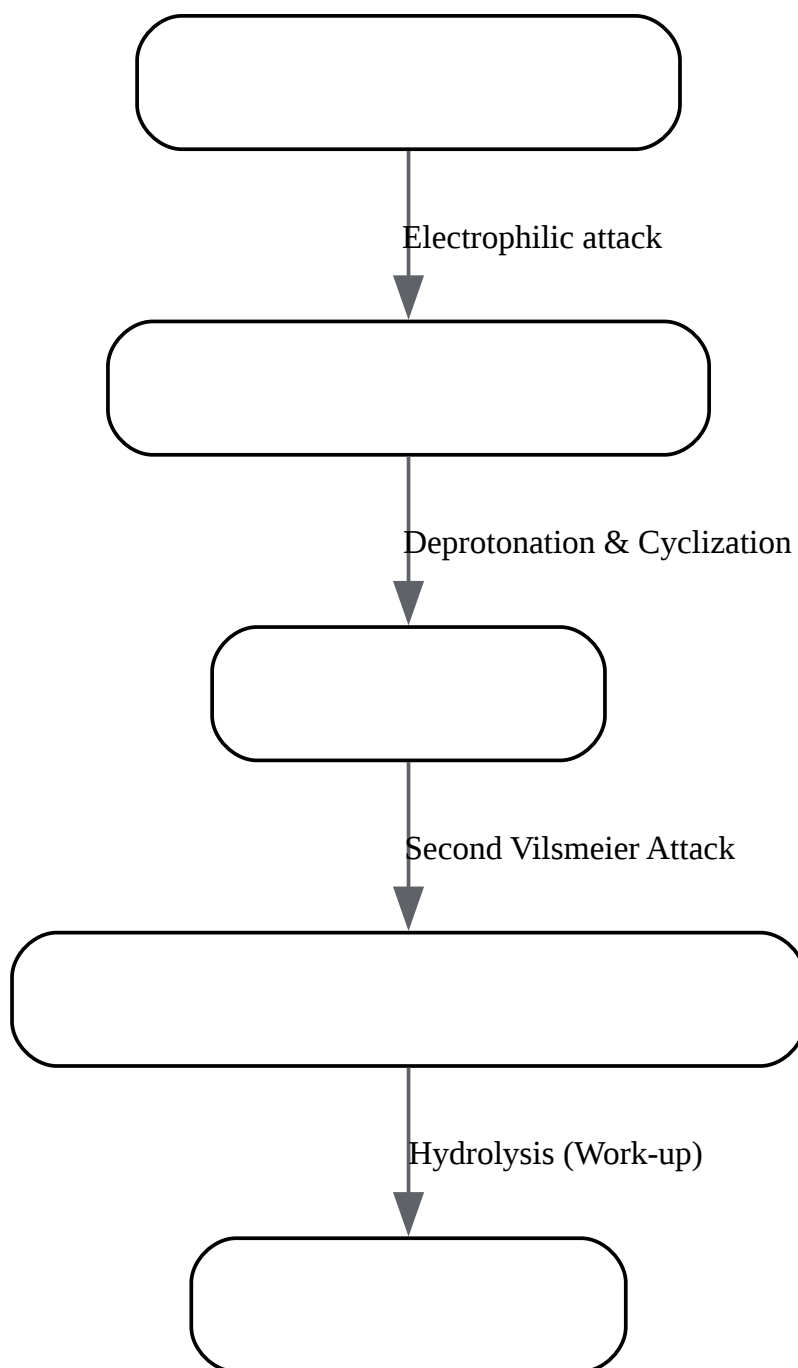 Electrophilic attack
Deprotonation & Cyclization
Second Vilsmeier Attack
Hydrolysis (Work-up)